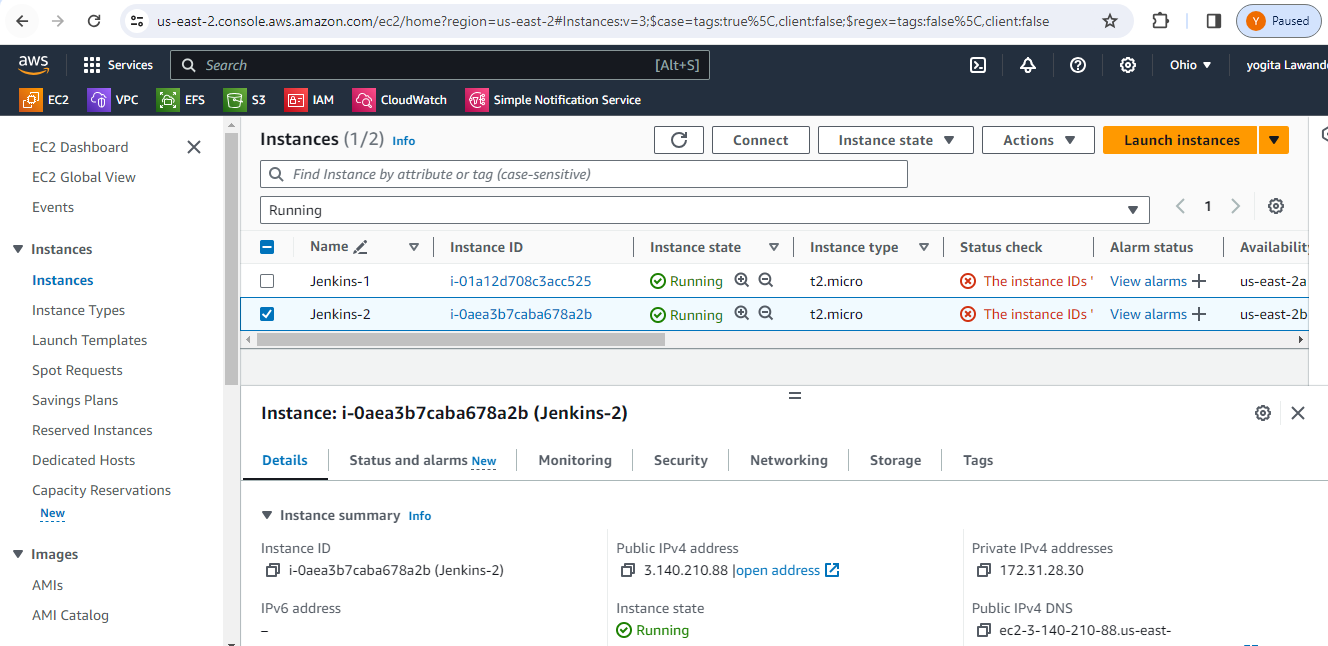 us-east-2.console.aws.amazon.com/ec2/home?region=us-east-2#Instances:v=3;$case=tags:true%5C,client:false;$regex=tags:false%5C,client:false
Y Paused
aws Services Search [Alt+S] Ohio yogita Lawand
EC2 VPC EFS S3 IAM CloudWatch Simple Notification Service
EC2 Dashboard
EC2 Global View
Events
Instances
Instances
Instance Types
Launch Templates
Spot Requests
Savings Plans
Reserved Instances
Dedicated Hosts
Capacity Reservations
New
Images
AMIs
AMI Catalog
Instances (1/2) Info Connect Instance state Actions Launch instances
Find Instance by attribute or tag (case-sensitive)
Running 1
Name Instance ID Instance state Instance type Status check Alarm status Availability
Jenkins-1 i-01a12d708c3acc525 Running t2.micro The instance IDs ' View alarms us-east-2a
Jenkins-2 i-0aea3b7caba678a2b Running t2.micro The instance IDs ' View alarms us-east-2b
Instance: i-0aea3b7caba678a2b (Jenkins-2)
Details Status and alarms New Monitoring Security Networking Storage Tags
Instance summary Info
Instance ID Public IPv4 address Private IPv4 addresses
i-0aea3b7caba678a2b (Jenkins-2) 3.140.210.88 |open address 172.31.28.30
IPv6 address Instance state Public IPv4 DNS
– Running ec2-3-140-210-88.us-east-